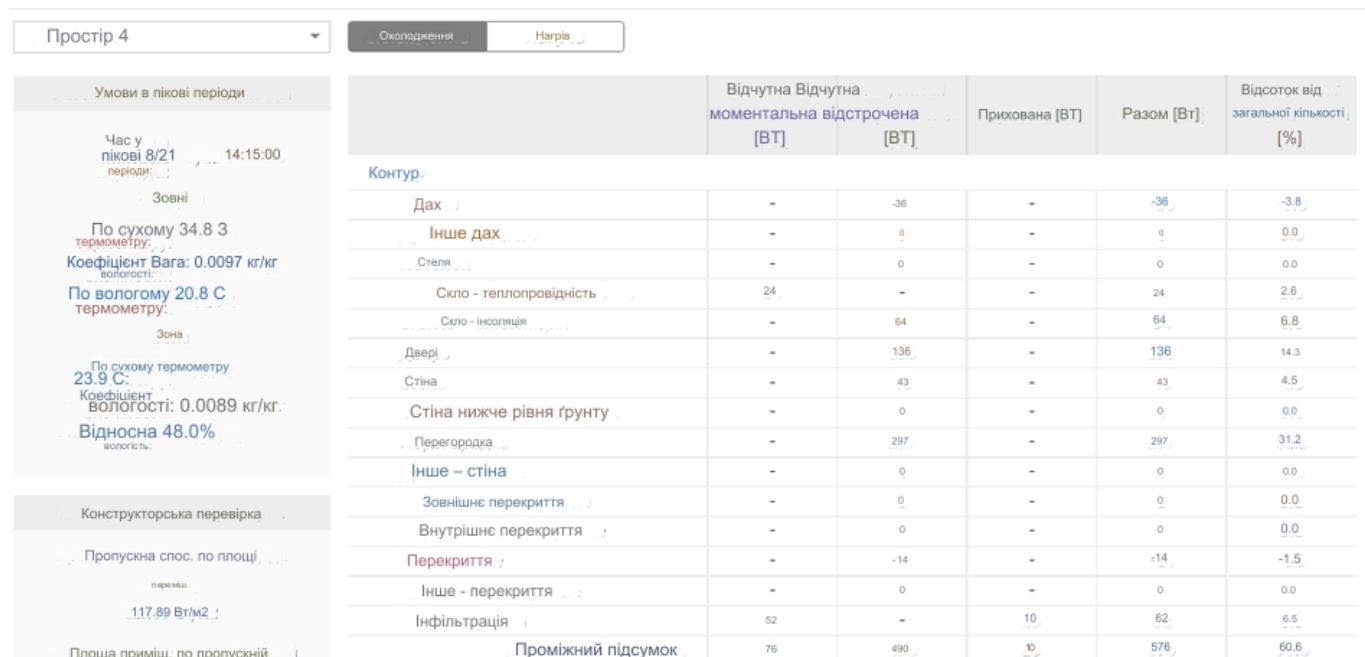 Простір 4
Охолодження Нагрів
Умови в пікові періоди
Час у
пікові 8/21 14:15:00
періоди:
Зовні
По сухому 34.8 З
термометру:
Коефіцієнт Вага: 0.0097 кг/кг
вологості:
По вологому 20.8 С
термометру:
Зона
По сухому термометру
23.9 С:
Коефіцієнт
вологості: 0.0089 кг/кг
Відносна 48.0%
вологість:
Конструкторська перевірка
Пропускна спос. по площі
переміш.
117.89 Вт/м2
Площа приміщ. по пропускній
Відчутна Відчутна
моментальна відстрочена
[ВТ] [ВТ]
Прихована [ВТ]
Разом [Вт]
Відсоток від
загальної кількості
[%]
Контур
Дах - -36 - -36 -3.8
Інше дах - 0 - 0 0.0
Стеля - 0 - 0 0.0
Скло - теплопровідність 24 - - 24 2.6
Скло - інсоляція - 64 - 64 6.8
Двері - 136 - 136 14.3
Стіна - 43 - 43 4.5
Стіна нижче рівня ґрунту - 0 - 0 0.0
Перегородка - 297 - 297 31.2
Інше – стіна - 0 - 0 0.0
Зовнішнє перекриття - 0 - 0 0.0
Внутрішнє перекриття - 0 - 0 0.0
Перекриття - -14 - -14 -1.5
Інше - перекриття - 0 - 0 0.0
Інфільтрація 52 - 10 62 6.5
Проміжний підсумок 76 490 10 576 60.6